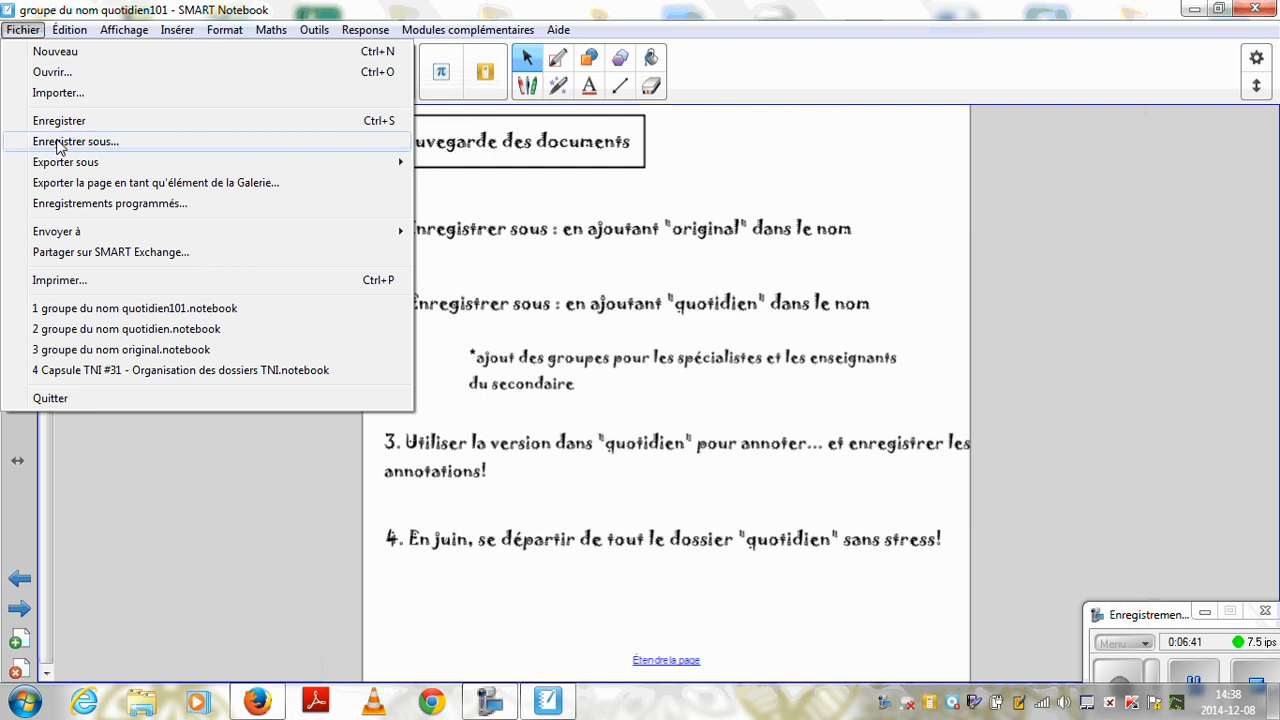 groupe du nom quotidien101 - SMART Notebook
Fichier Édition Affichage Insérer Format Maths Outils Response Modules complémentaires Aide
Nouveau Ctrl+N
Ouvrir... Ctrl+O
Importer...
Enregistrer Ctrl+S
Enregistrer sous...
Exporter sous
Exporter la page en tant qu'élément de la Galerie...
Enregistrements programmés...
Envoyer à
Partager sur SMART Exchange...
Imprimer... Ctrl+P
1 groupe du nom quotidien101.notebook
2 groupe du nom quotidien.notebook
3 groupe du nom original.notebook
4 Capsule TNI #31 - Organisation des dossiers TNI.notebook
Quitter
π
A
uvegarde des documents
nregistrer sous : en ajoutant "original" dans le nom
Enregistrer sous : en ajoutant "quotidien" dans le nom
*ajout des groupes pour les spécialistes et les enseignants
du secondaire
3. Utiliser la version dans "quotidien" pour annoter... et enregistrer les
annotations!
4. En juin, se départir de tout le dossier "quotidien" sans stress!
Étendre la page
Enregistremen...
Menu 0:06:41 7.5 ips
14:38
2014-12-08